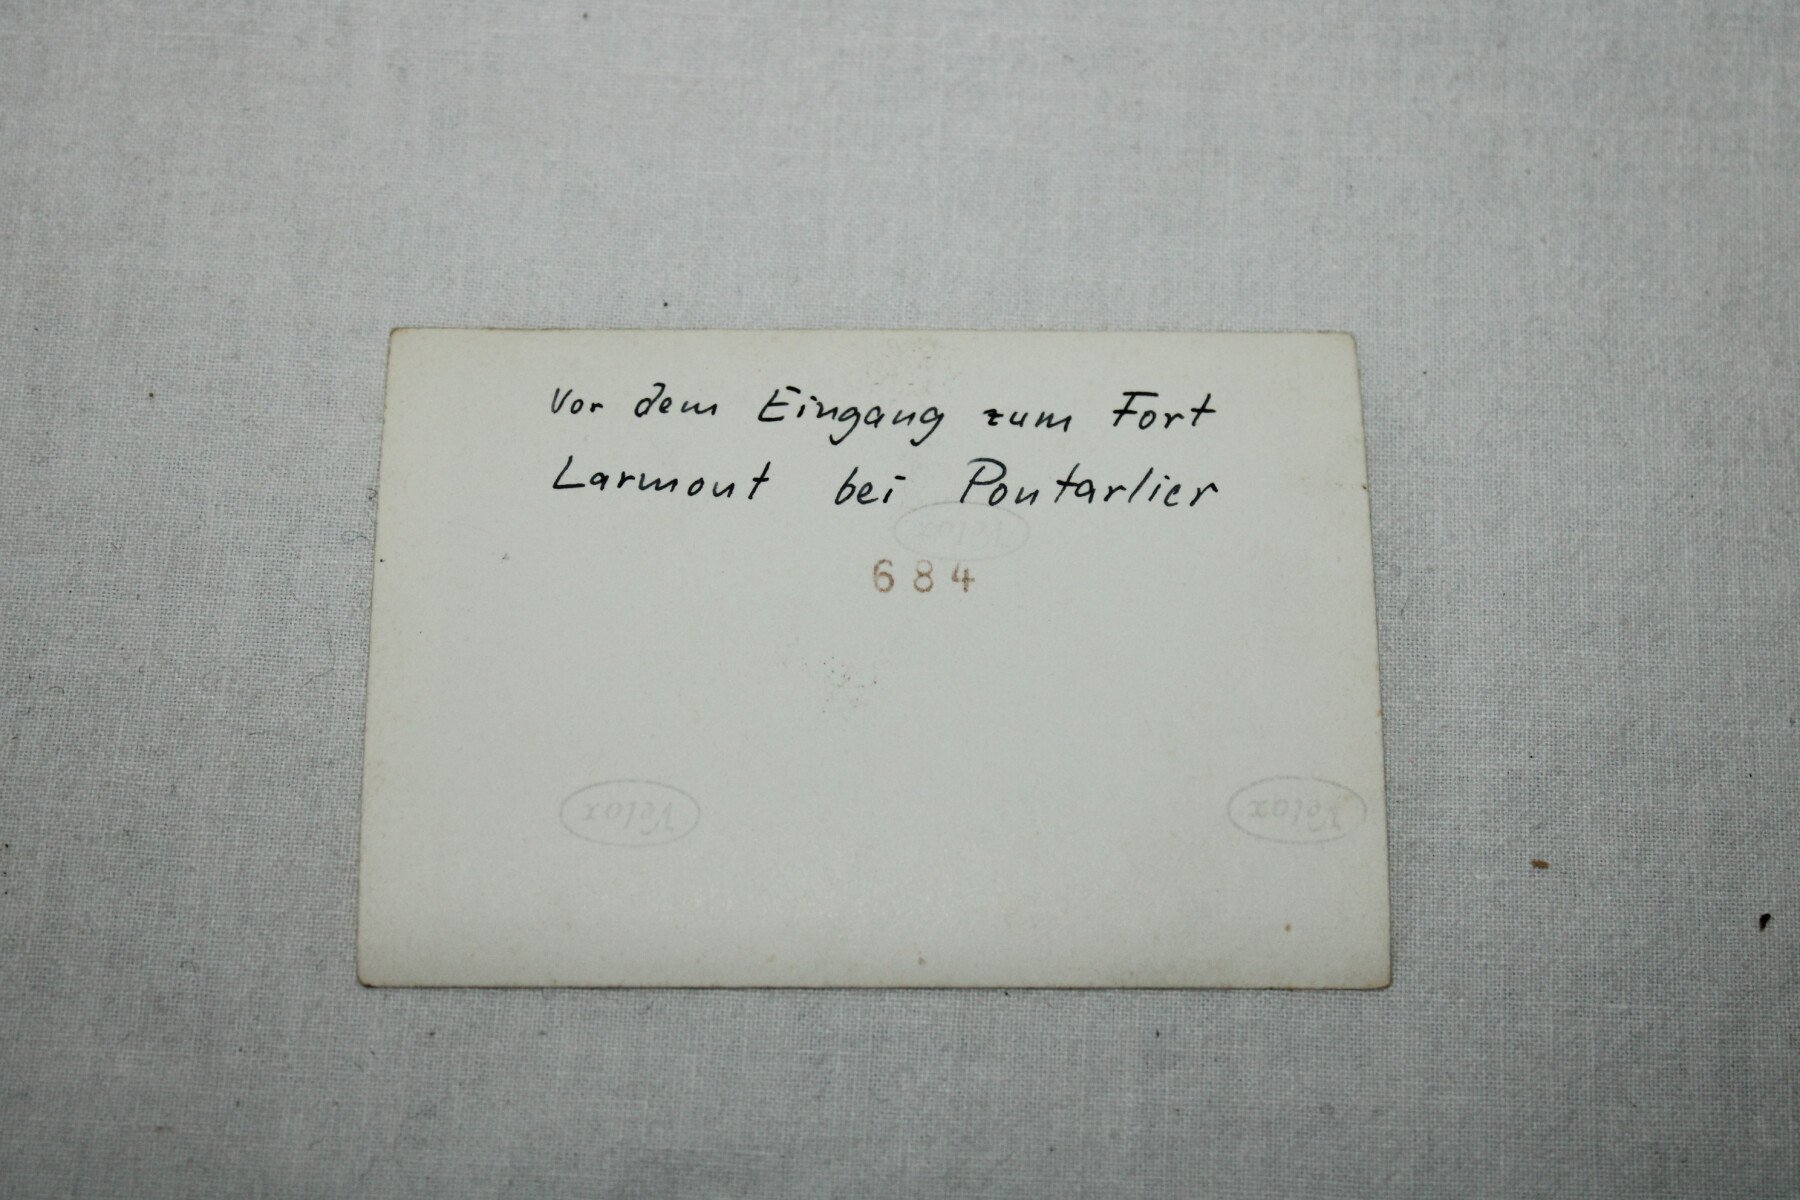 Vor dem Eingang zum Fort
Larmont bei Pontarlier
Velox
684
Velox Velox